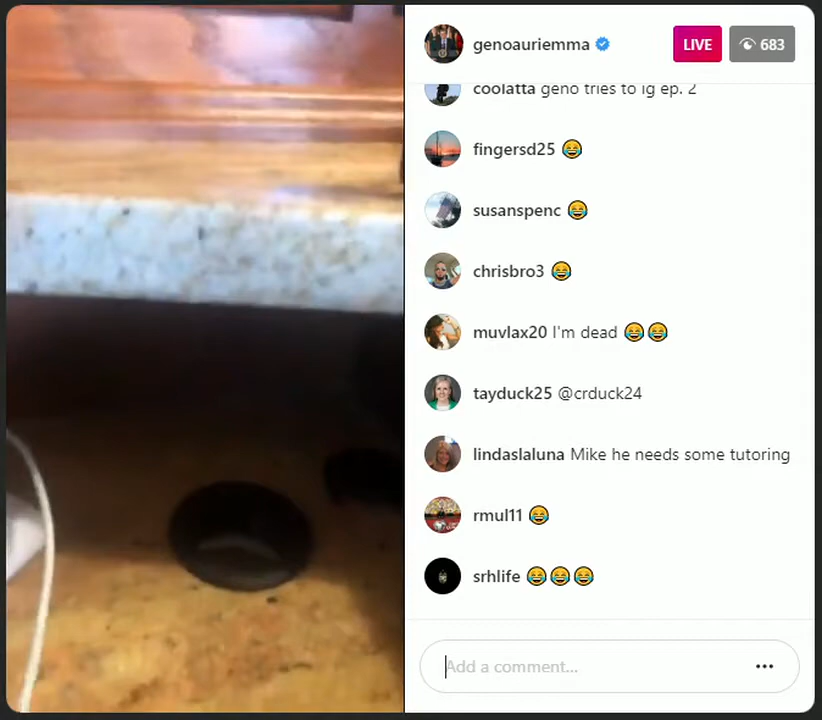 genoauriemma LIVE 683
coolatta geno tries to ig ep. 2
fingersd25 😂
susanspenc 😂
chrisbro3 😂
muvlax20 I'm dead 😂😂
tayduck25 @crduck24
lindaslaluna Mike he needs some tutoring
rmul11 😂
srhlife 😂😂😂
Add a comment...